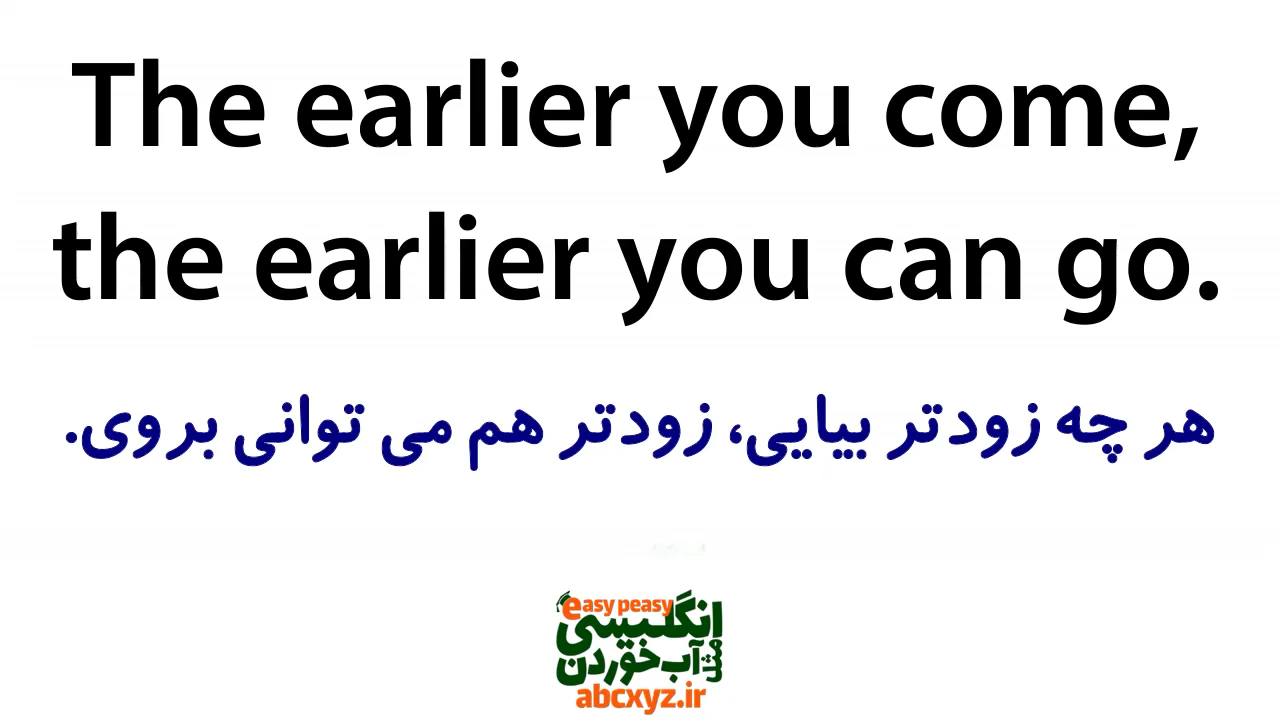 The earlier you come,
the earlier you can go.
هر چه زودتر بیایی، زودتر هم می توانی بروی.
easy peasy
انگلیسی
مثل آب خوردن
abcxyz.ir